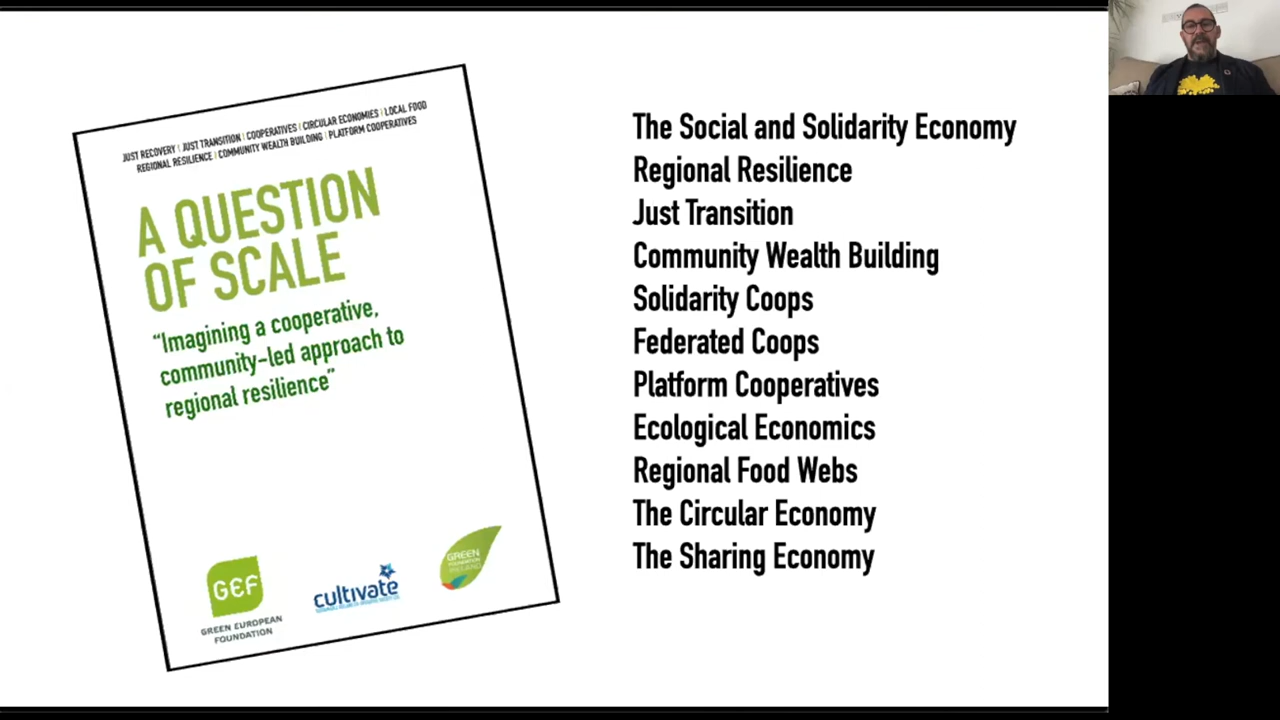 JUST RECOVERY | JUST TRANSITION | COOPERATIVES | CIRCULAR ECONOMIES | LOCAL FOOD
REGIONAL RESILIENCE | COMMUNITY WEALTH BUILDING | PLATFORM COOPERATIVES
A QUESTION
OF SCALE
“Imagining a cooperative,
community-led approach to
regional resilience”
GEF
GREEN EUROPEAN
FOUNDATION
cultivate
GREEN
FOUNDATION
IRELAND
The Social and Solidarity Economy
Regional Resilience
Just Transition
Community Wealth Building
Solidarity Coops
Federated Coops
Platform Cooperatives
Ecological Economics
Regional Food Webs
The Circular Economy
The Sharing Economy